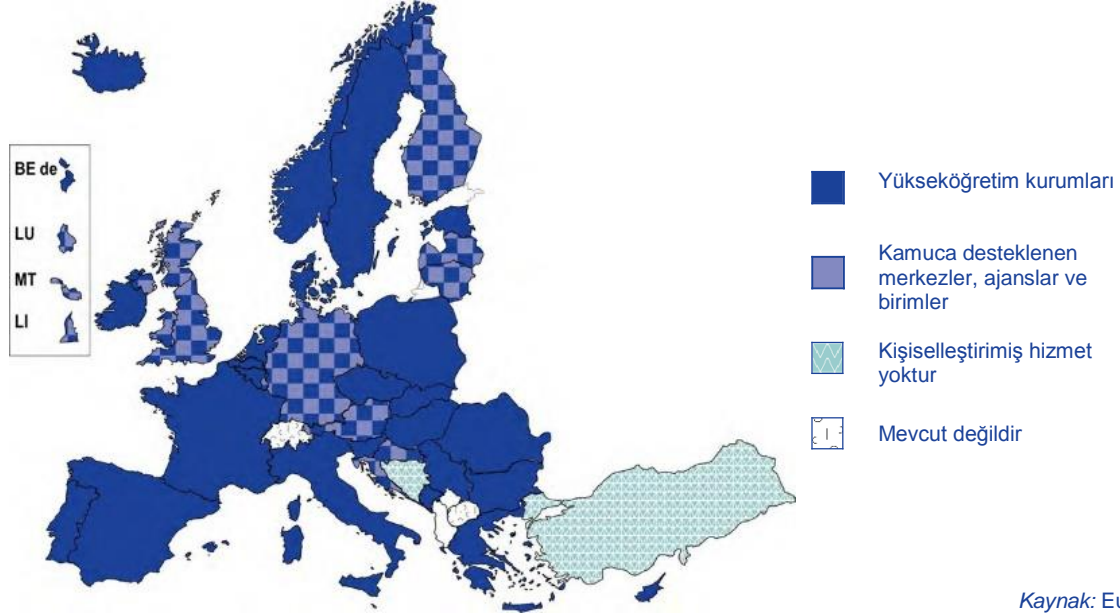 BE de
LU
MT
LI
Yükseköğretim kurumları
Kamuca desteklenen
merkezler, ajanslar ve
birimler
Kişiselleştirimiş hizmet
yoktur
Mevcut değildir
Kaynak: Eu